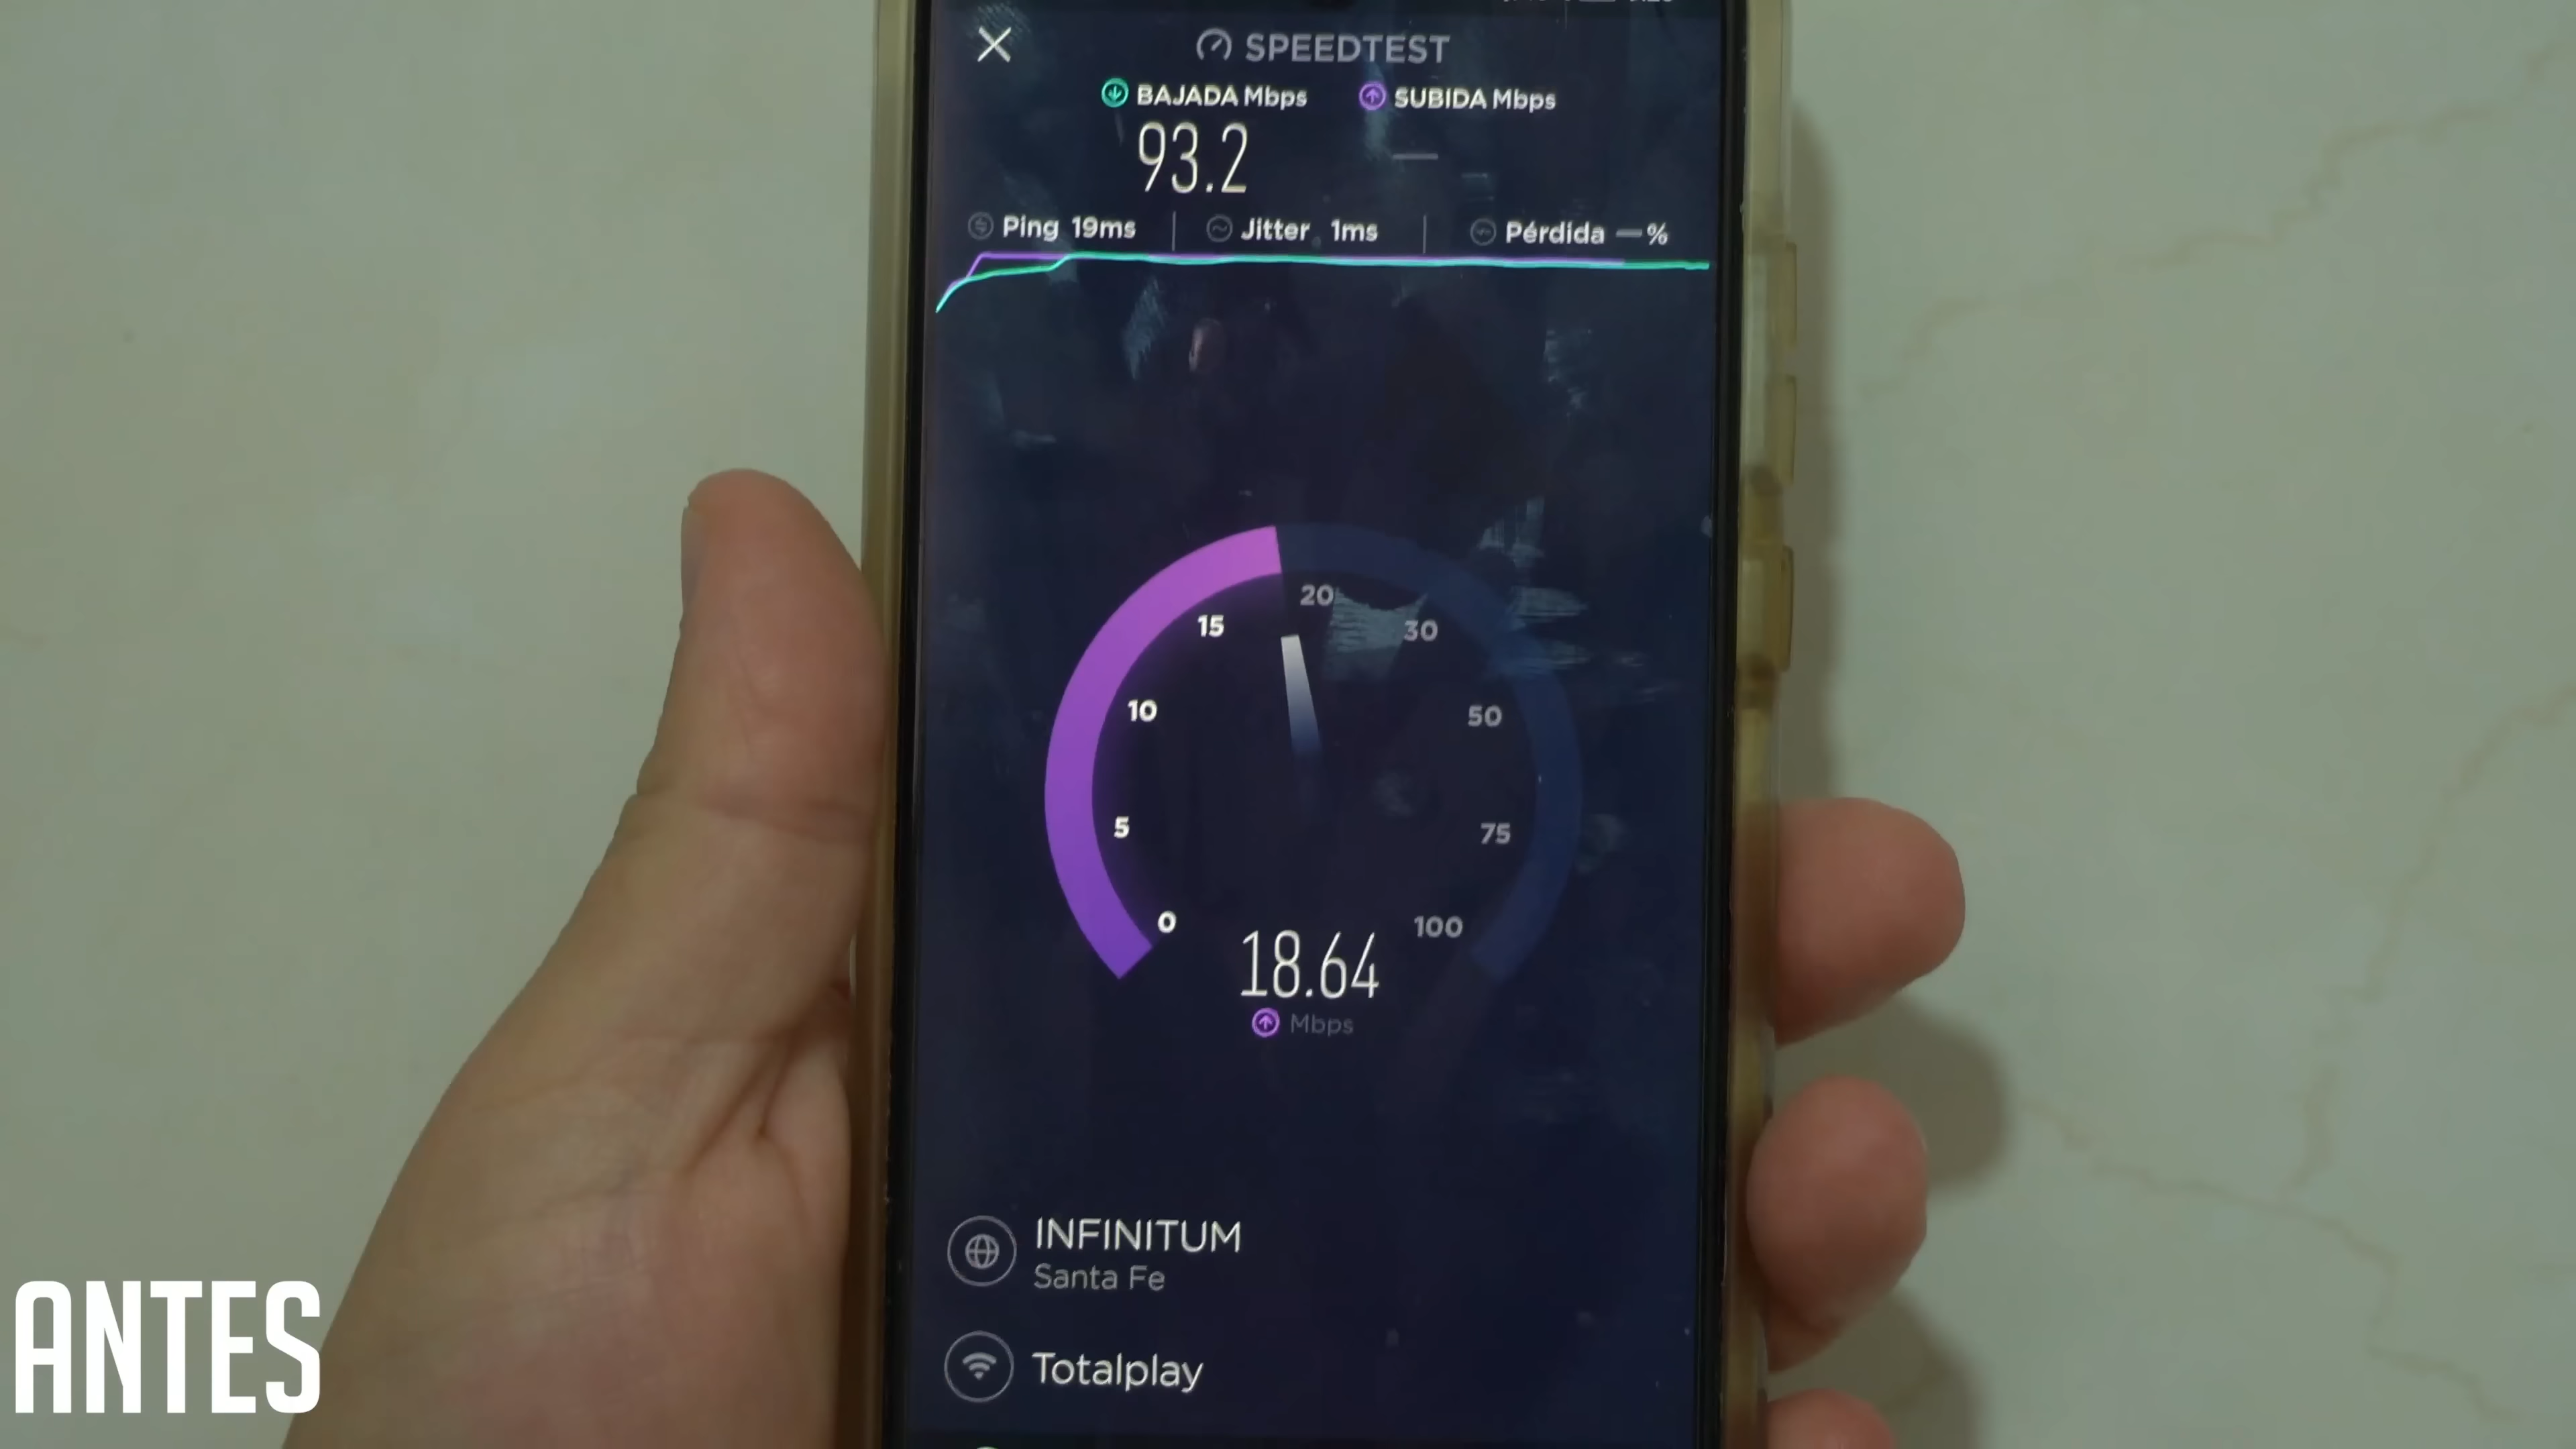 SPEEDTEST
BAJADA Mbps SUBIDA Mbps
93.2 —
Ping 19ms Jitter 1ms Pérdida —%
20
15 30
10 50
5 75
0 100
18.64
Mbps
INFINITUM
Santa Fe
Totalplay
ANTES